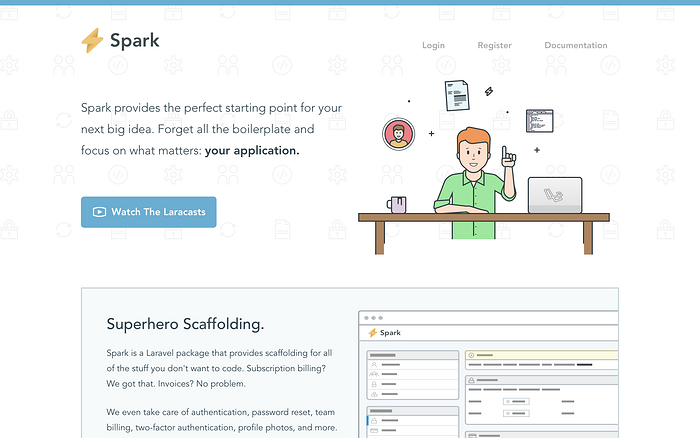 Spark
Login
Register
Documentation
Spark provides the perfect starting point for your
next big idea. Forget all the boilerplate and
focus on what matters: your application.
Watch The Laracasts
Superhero Scaffolding.
Spark is a Laravel package that provides scaffolding for all
of the stuff you don't want to code. Subscription billing?
We got that. Invoices? No problem.
We even take care of authentication, password reset, team
billing, two-factor authentication, profile photos, and more.
Spark